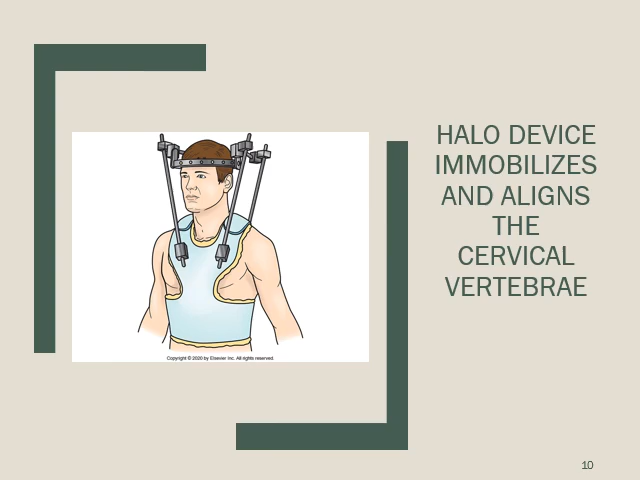 HALO DEVICE
IMMOBILIZES
AND ALIGNS
THE
CERVICAL
VERTEBRAE
Copyright © 2020 by Elsevier Inc. All rights reserved.
10